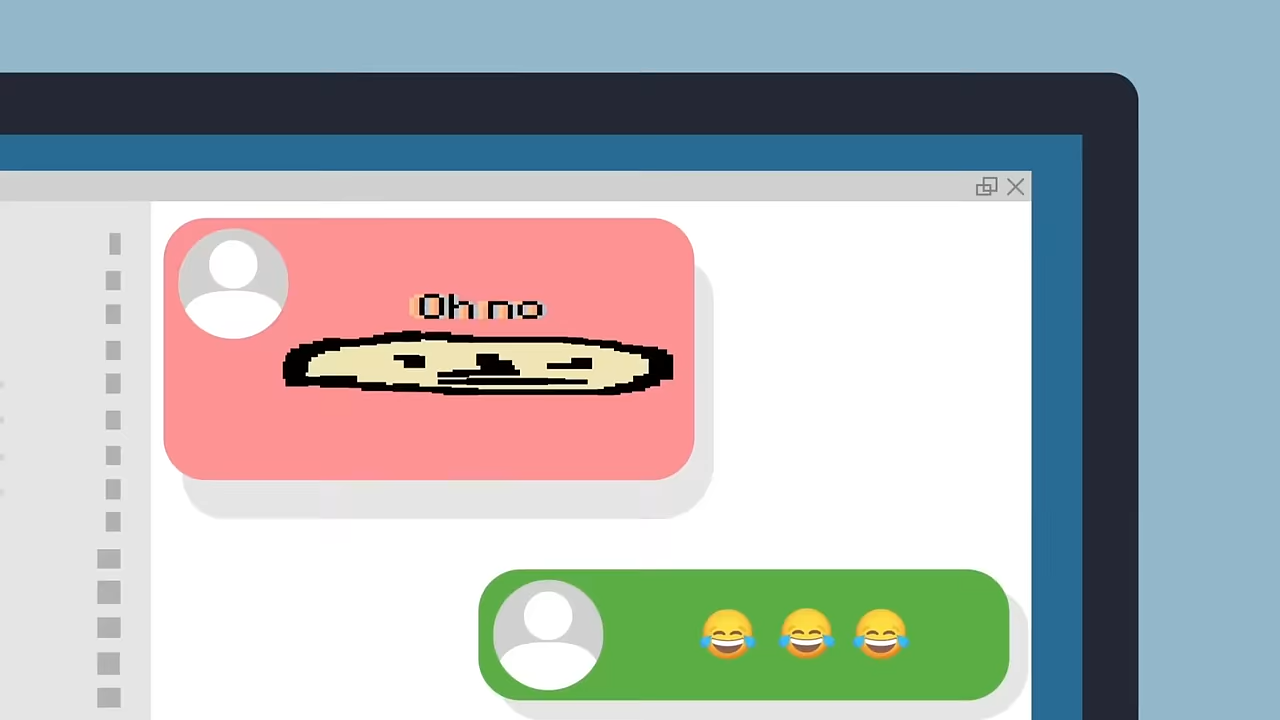 Oh no
😂 😂 😂